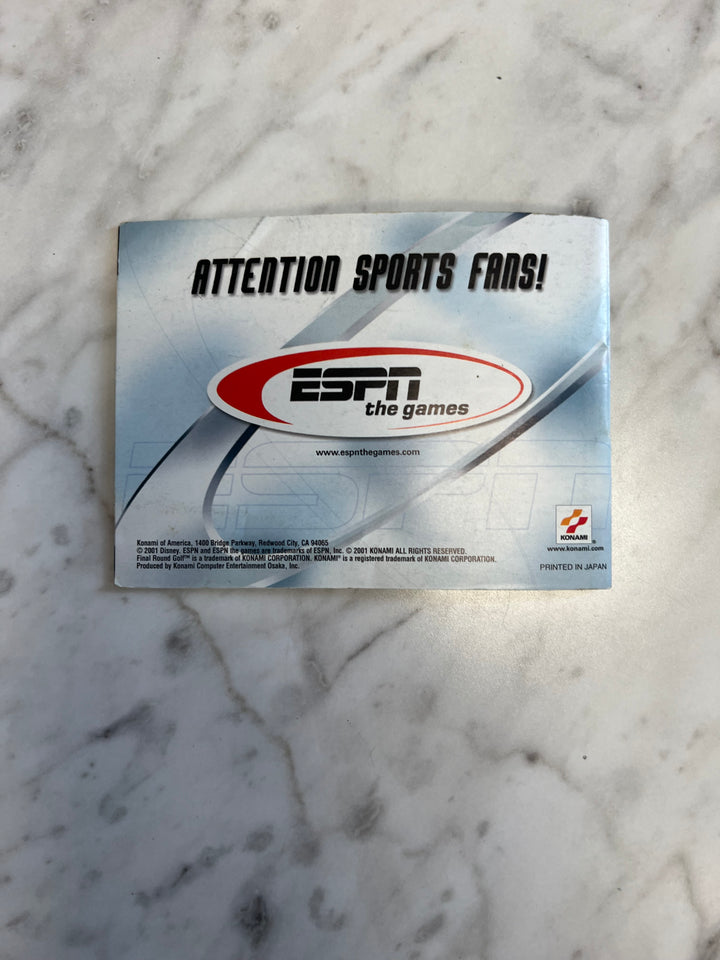 ATTENTION SPORTS FANS!
ESPN
the games
www.espnthegames.com
ESPN
KONAMI
www.konami.com
Konami of America, 1400 Bridge Parkway, Redwood City, CA 94065
© 2001 Disney. ESPN and ESPN the games are trademarks of ESPN, Inc. © 2001 KONAMI ALL RIGHTS RESERVED.
Final Round Golf™ is a trademark of KONAMI CORPORATION. KONAMI® is a registered trademark of KONAMI CORPORATION.
Produced by Konami Computer Entertainment Osaka, Inc.
PRINTED IN JAPAN